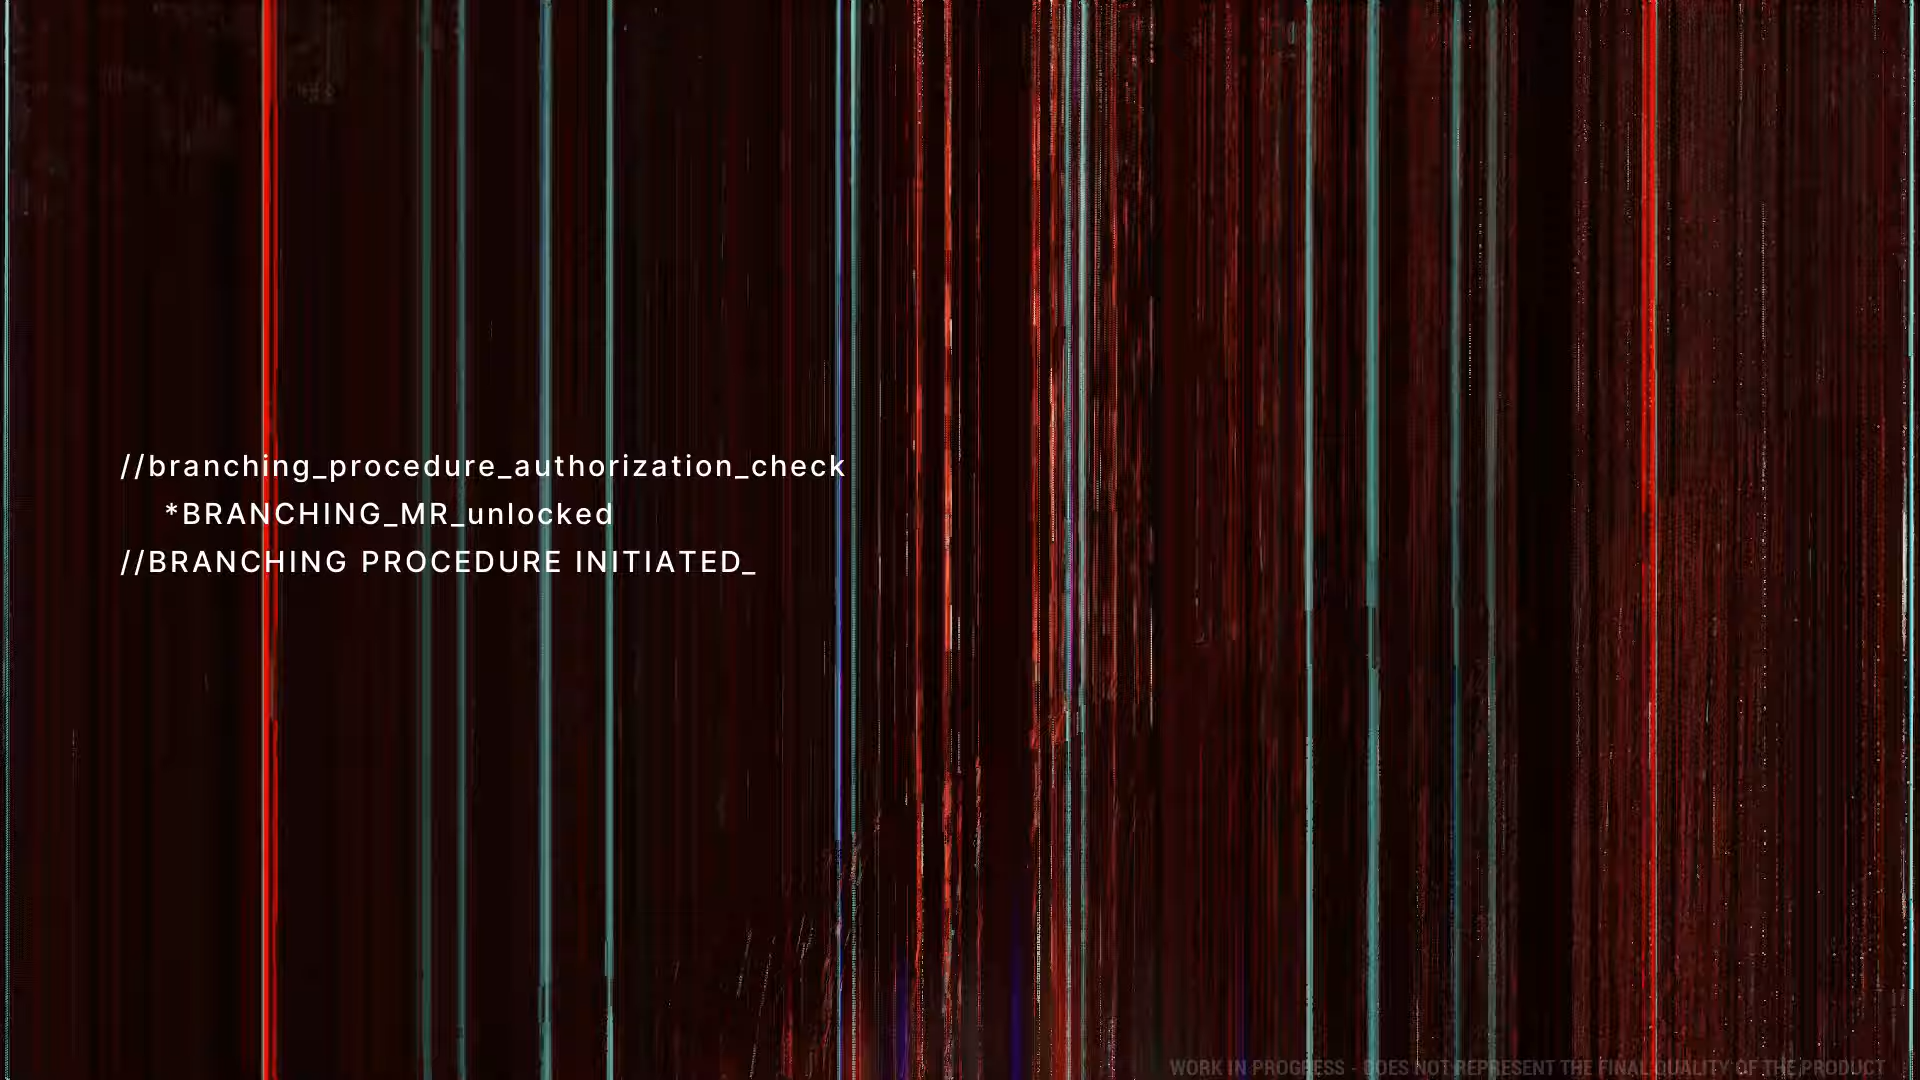 //branching_procedure_authorization_check
*BRANCHING_MR_unlocked
//BRANCHING PROCEDURE INITIATED_
WORK IN PROGRESS - DOES NOT REPRESENT THE FINAL QUALITY OF THE PRODUCT